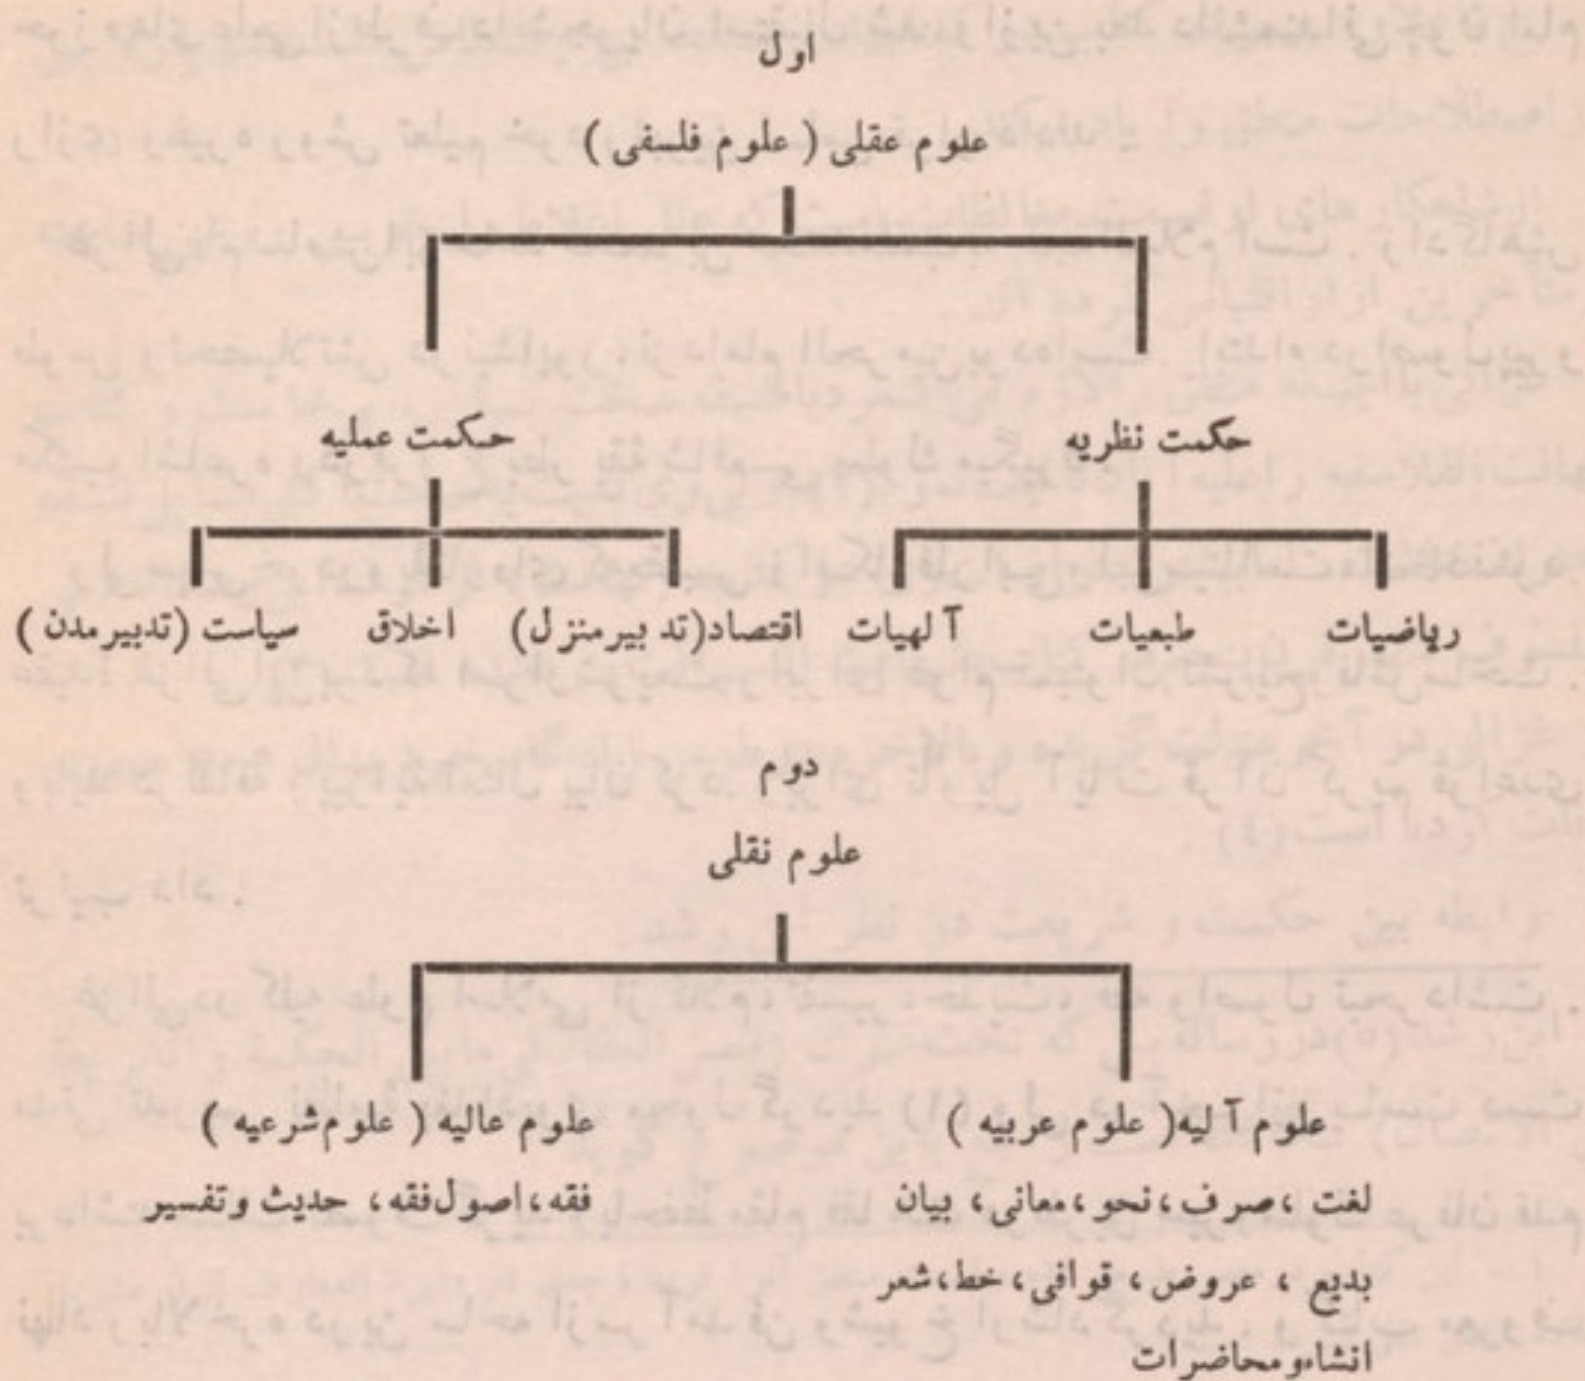 اول
علوم عقلی ( علوم فلسفی )
حکمت نظریه
حکمت عملیه
ریاضیات
طبعیات
آ لهیات
اقتصاد(تد بیرمنزل)
اخلاق
سیاست (تدبیرمدن )
دوم
علوم نقلی
علوم آ لیه( علوم عربیه )
لغت ،صرف،نحو،معانی، بیان
بدیع ، عروض، قوافی،خط،شعر
انشاءومحاضرات
علوم عالیه ( علوم‌شرعیه )
فقه،اصول‌فقه، حدیث وتفسیر